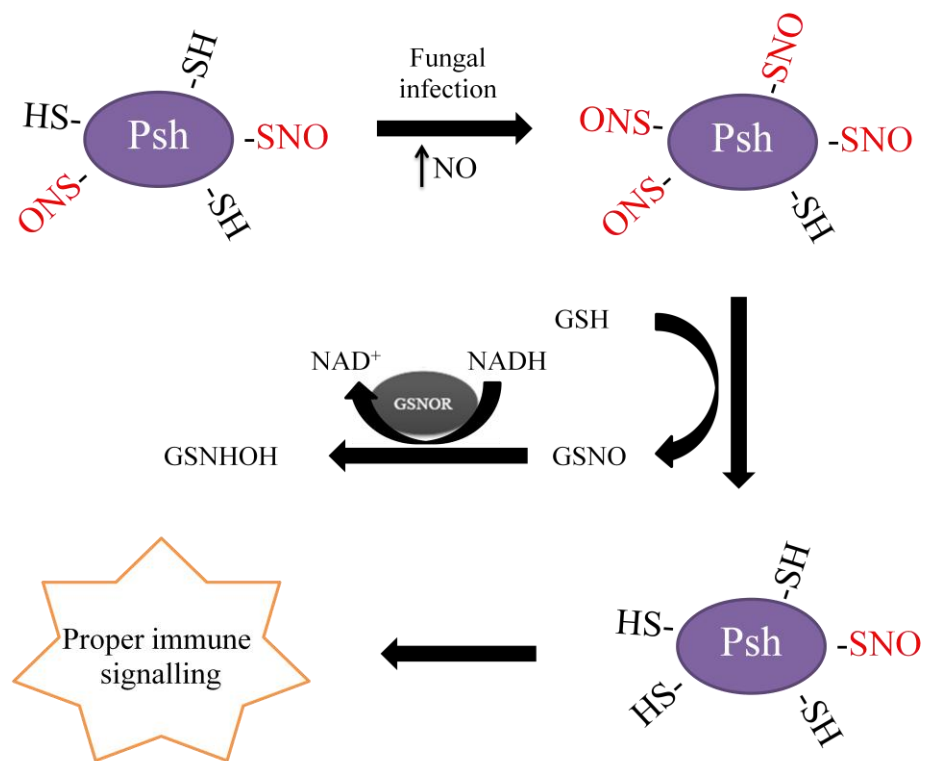 -SH
HS-
Psh
-SNO
ONS-
-SH
Fungal
infection
NO
-SNO
ONS-
Psh
-SNO
ONS-
-SH
GSH
NAD⁺
NADH
GSNOR
GSNHOH
GSNO
Proper immune
signalling
-SH
HS-
Psh
-SNO
HS-
-SH